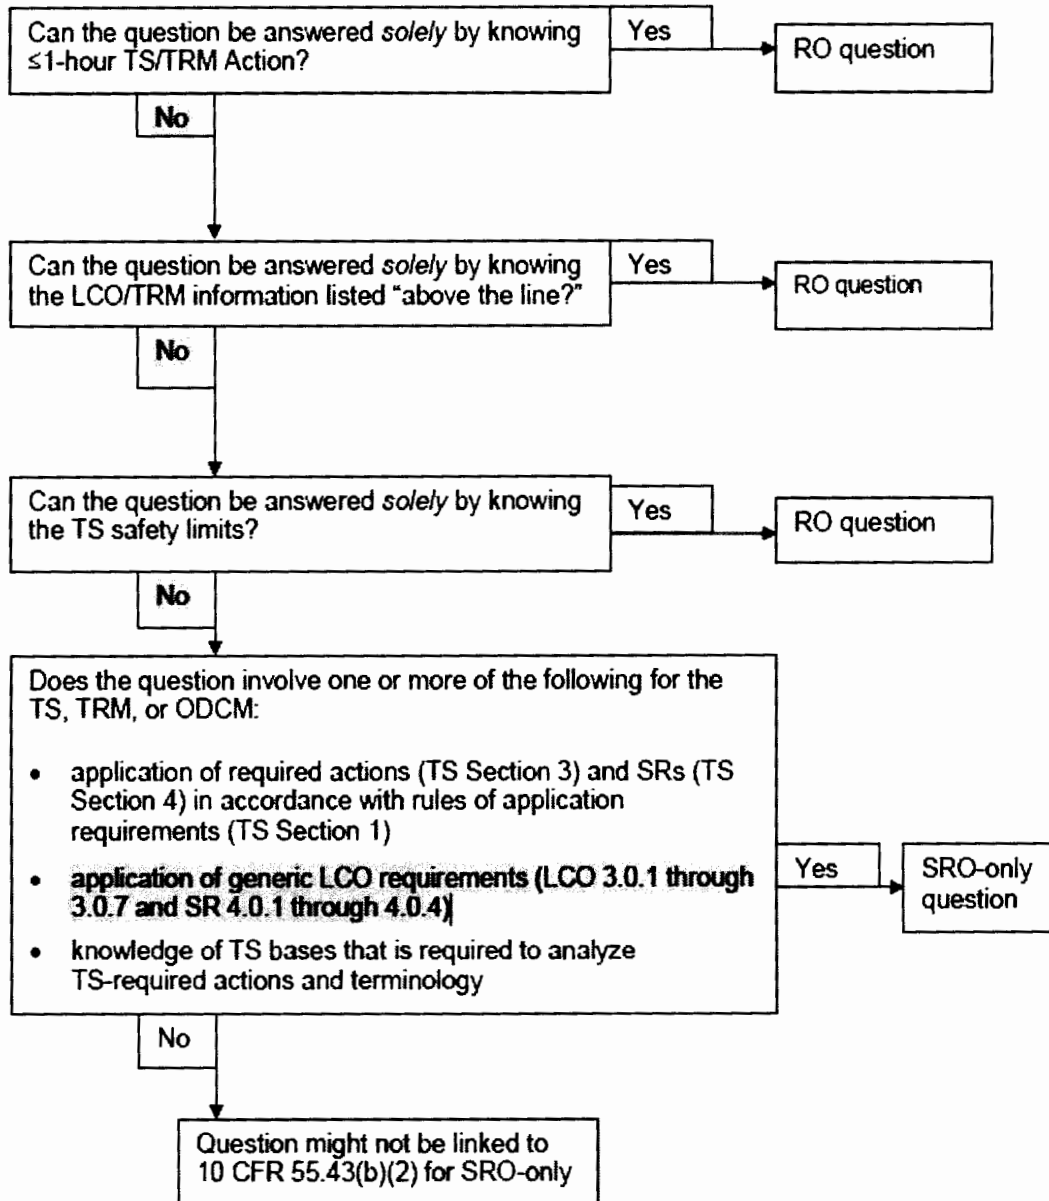 Can the question be answered solely by knowing
≤1-hour TS/TRM Action?
Yes
RO question
No
Can the question be answered solely by knowing
the LCO/TRM information listed “above the line?”
Yes
RO question
No
Can the question be answered solely by knowing
the TS safety limits?
Yes
RO question
No
Does the question involve one or more of the following for the
TS, TRM, or ODCM:
• application of required actions (TS Section 3) and SRs (TS
Section 4) in accordance with rules of application
requirements (TS Section 1)
• application of generic LCO requirements (LCO 3.0.1 through
3.0.7 and SR 4.0.1 through 4.0.4)
• knowledge of TS bases that is required to analyze
TS-required actions and terminology
Yes
SRO-only
question
No
Question might not be linked to
10 CFR 55.43(b)(2) for SRO-only